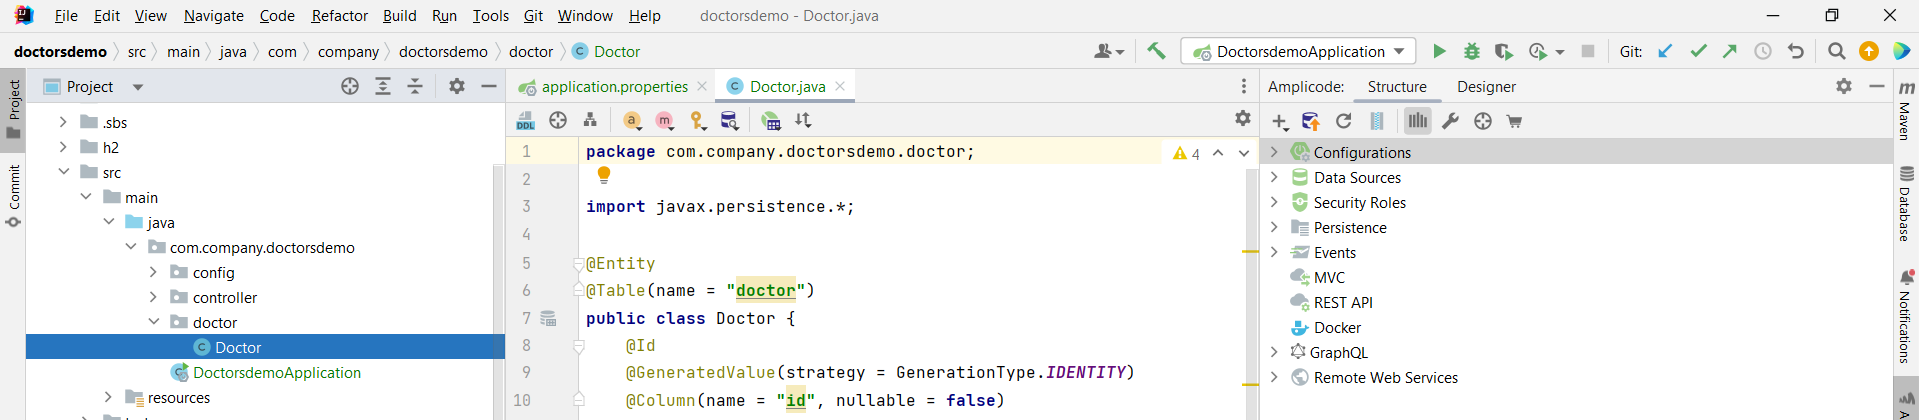 File Edit View Navigate Code Refactor Build Run Tools Git Window Help doctorsdemo - Doctor.java
doctorsdemo src main java com company doctorsdemo doctor Doctor DoctorsdemoApplication Git:
Project
Project
Commit
.sbs
h2
src
main
java
com.company.doctorsdemo
config
controller
doctor
Doctor
DoctorsdemoApplication
resources
application.properties Doctor.java
DDL
1 package com.company.doctorsdemo.doctor; 4
2
3 import javax.persistence.*;
4
5 @Entity
6 @Table(name = "doctor")
7 public class Doctor {
8 @Id
9 @GeneratedValue(strategy = GenerationType.IDENTITY)
10 @Column(name = "id", nullable = false)
Amplicode: Structure Designer
Configurations
Data Sources
Security Roles
Persistence
Events
MVC
REST API
Docker
GraphQL
Remote Web Services
Maven
Database
Notifications